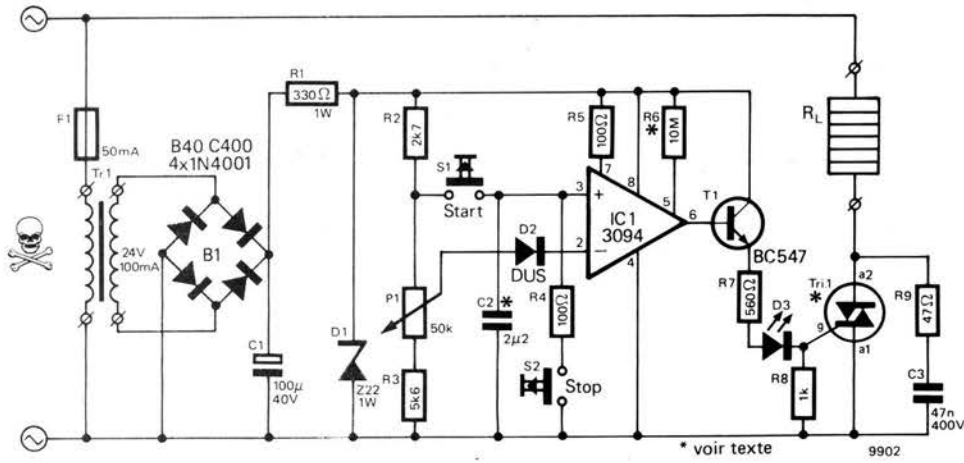 F1
50mA
Tr.1
24V
100mA
B40 C400
4x1N4001
B1
C1
100µ
40V
R1
330Ω
1W
D1
Z22
1W
R2
2k7
S1
Start
P1
50k
R3
5k6
D2
DUS
C2
*
2µ2
R4
100Ω
S2
Stop
R5
100Ω
R6
*
10M
3
+
2
−
7
8
5
6
4
IC1
3094
T1
BC547
R7
560Ω
D3
R8
1k
Tri.1
*
a2
g
a1
RL
R9
47Ω
C3
47n
400V
* voir texte
9902